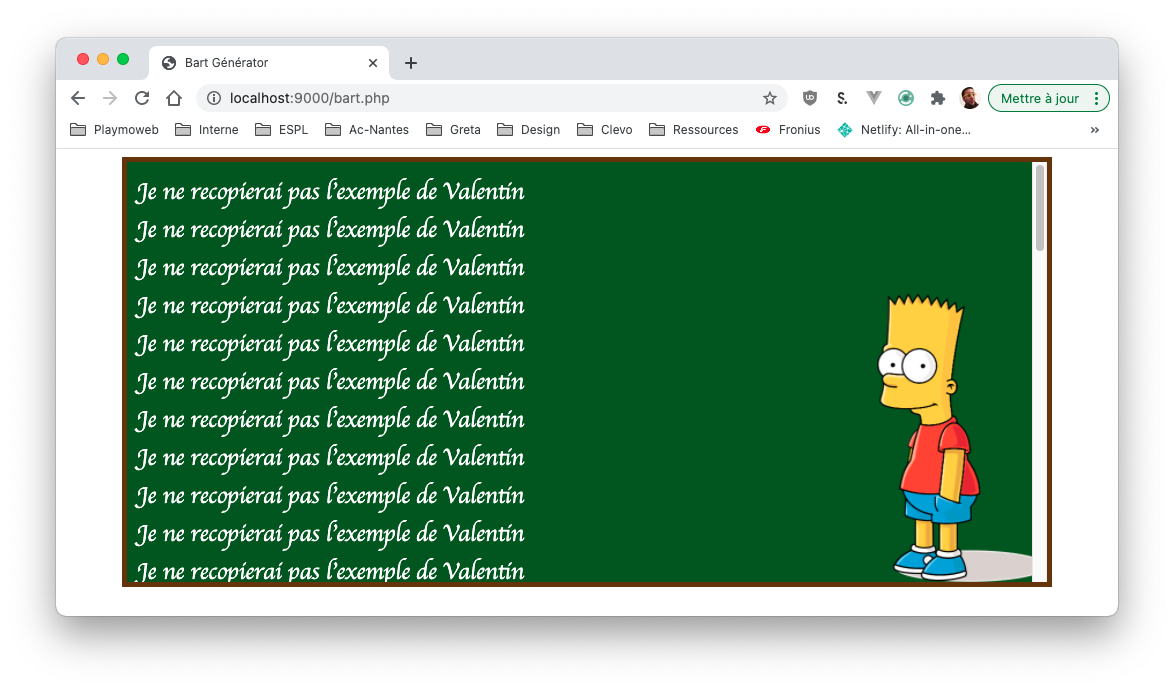 Bart Générator
localhost:9000/bart.php
S.
Mettre à jour
Playmoweb Interne ESPL Ac-Nantes Greta Design Clevo Ressources Fronius Netlify: All-in-one... »
Je ne recopierai pas l'exemple de Valentin
Je ne recopierai pas l'exemple de Valentin
Je ne recopierai pas l'exemple de Valentin
Je ne recopierai pas l'exemple de Valentin
Je ne recopierai pas l'exemple de Valentin
Je ne recopierai pas l'exemple de Valentin
Je ne recopierai pas l'exemple de Valentin
Je ne recopierai pas l'exemple de Valentin
Je ne recopierai pas l'exemple de Valentin
Je ne recopierai pas l'exemple de Valentin
Je ne recopierai pas l'exemple de Valentin